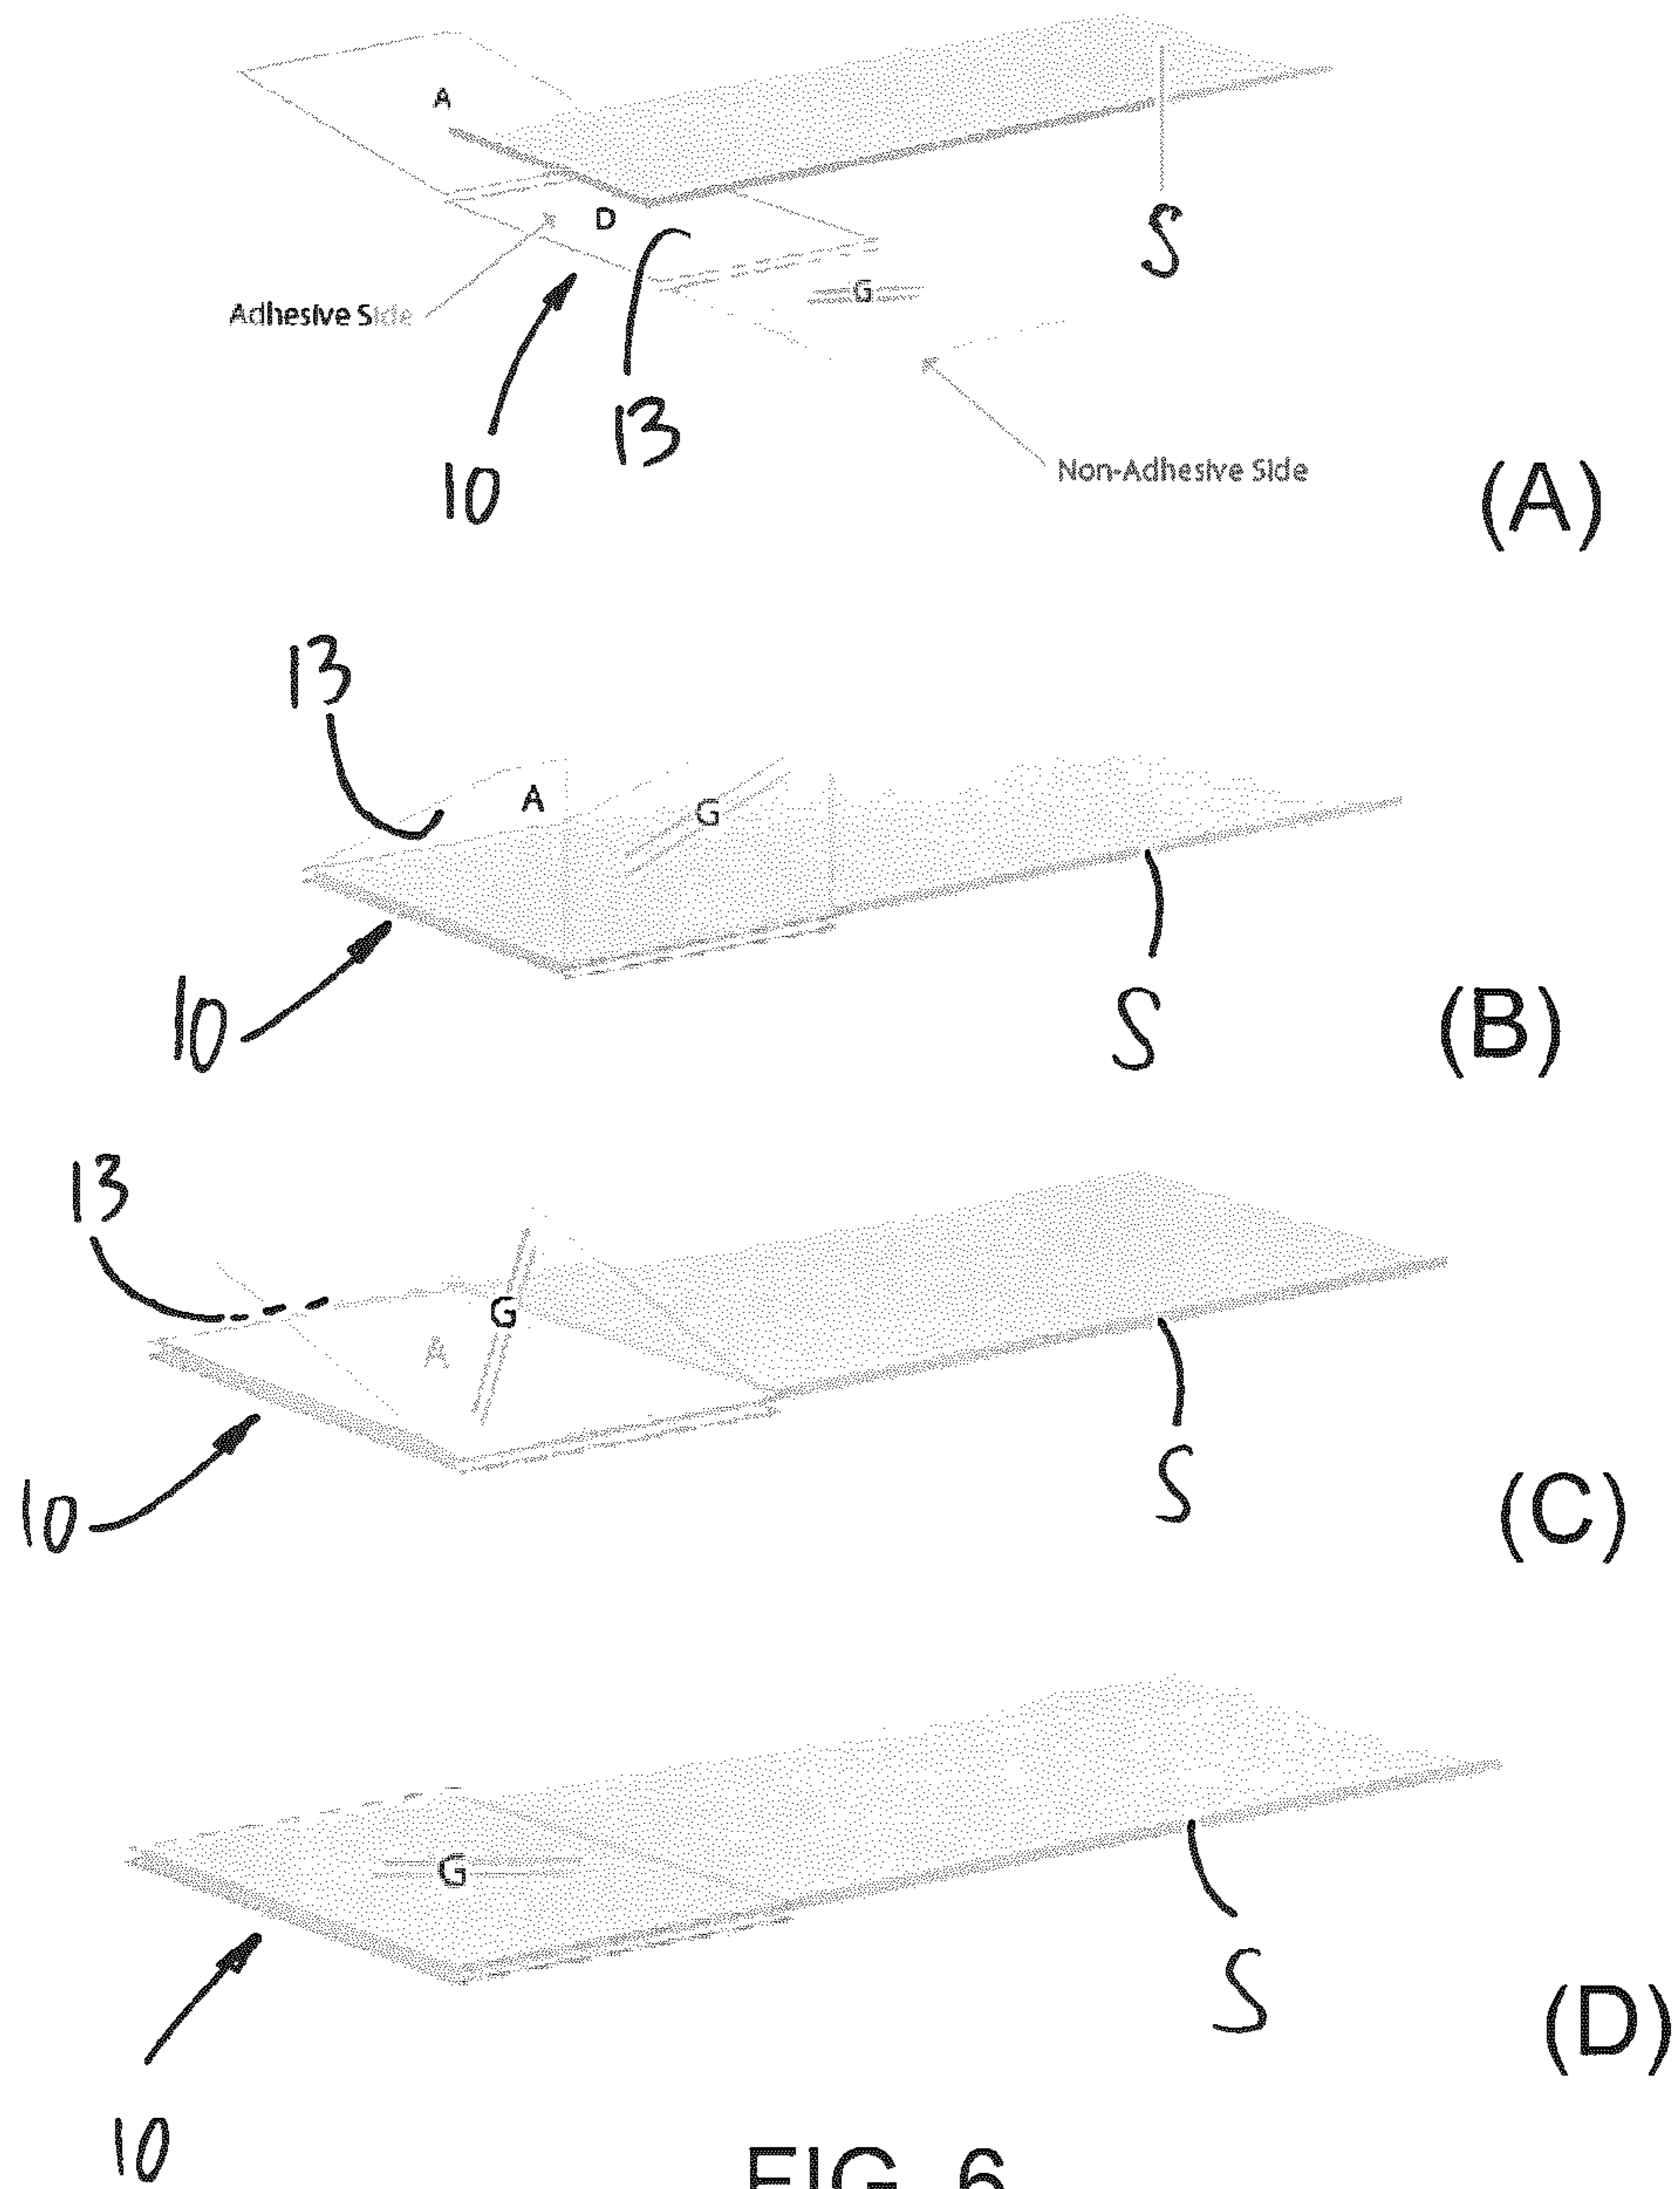 A
D
S
Adhesive Side
G
13
10
Non-Adhesive Side
(A)
13
A
G
10
S
(B)
13
G
A
10
S
(C)
G
S
(D)
10
FIG. 6